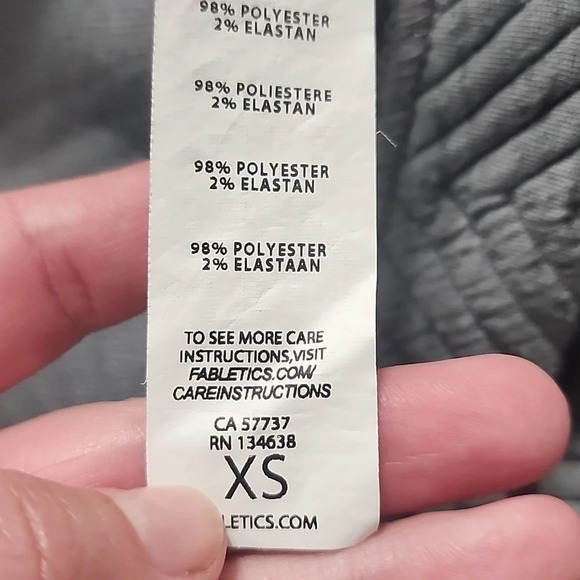 98% POLYESTER
2% ELASTAN
98% POLIESTERE
2% ELASTAN
98% POLYESTER
2% ELASTAN
98% POLYESTER
2% ELASTAAN
TO SEE MORE CARE
INSTRUCTIONS,VISIT
FABLETICS.COM/
CAREINSTRUCTIONS
CA 57737
RN 134638
XS
LETICS.COM